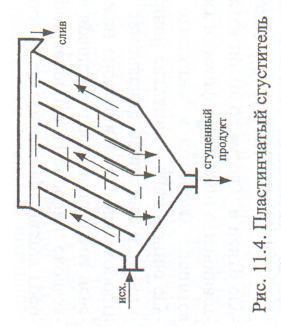 слив
исх.
сгущенный
продукт
Рис. 11.4. Пластинчатый сгуститель